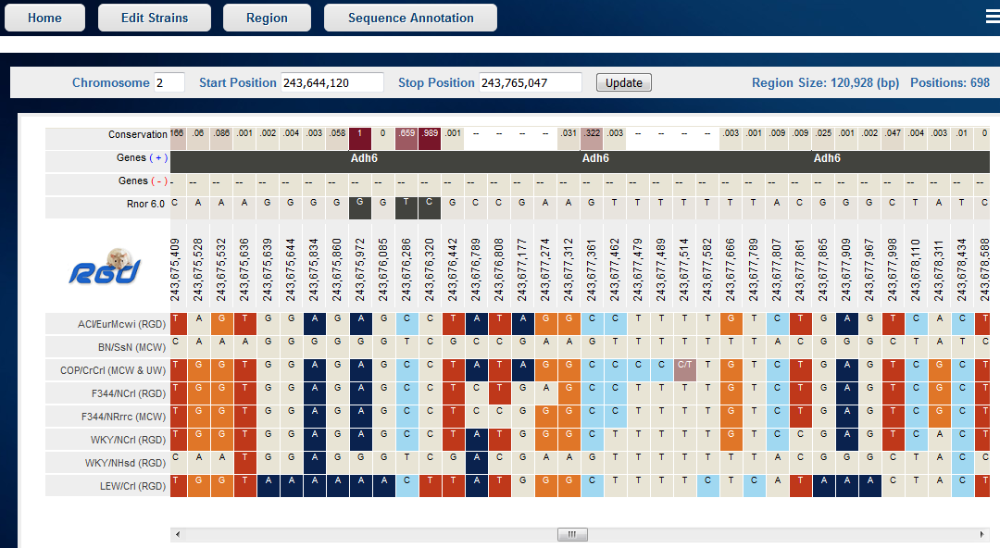 Home Edit Strains Region Sequence Annotation
Chromosome 2 Start Position 243,644,120 Stop Position 243,765,047 Update Region Size: 120,928 (bp) Positions: 698
Conservation 166 .06 .086 .001 .002 .004 .003 .058 1 0 .659 .989 .001 -- -- -- -- .031 .322 .003 -- -- -- -- .003 .001 .009 .009 .025 .001 .002 .047 .004 .003 .01 0
Genes ( + ) Adh6 Adh6 Adh6
Genes ( - ) - -- -- -- -- -- -- -- -- -- -- -- -- -- -- -- -- -- -- -- -- -- -- -- -- -- -- -- -- -- -- -- -- -- -- --
Rnor 6.0 C A A A G G G G G G T C G C C G A A G T T T T T T T A C G G G C T A T C
RGD 243,675,409 243,675,528 243,675,532 243,675,636 243,675,639 243,675,644 243,675,834 243,675,860 243,675,972 243,676,085 243,676,286 243,676,320 243,676,442 243,676,789 243,676,808 243,677,177 243,677,274 243,677,312 243,677,361 243,677,462 243,677,479 243,677,489 243,677,514 243,677,582 243,677,666 243,677,789 243,677,807 243,677,861 243,677,865 243,677,909 243,677,967 243,677,998 243,678,110 243,678,311 243,678,434 243,678,588
ACI/EurMcwi (RGD) T A G T G G A G A G C C T A T A G G C C T T T T G T C T G A G T C A C T
BN/SsN (MCW) C A A A G G G G G G T C G C C G A A G T T T T T T T A C G G G C T A T C
COP/CrCrl (MCW & UW) T G G T G G A G A G C C T A T A G G C C C C C/T T G T C T G A G T C G C T
F344/NCrl (RGD) T G G T G G A G A G C C T C T G A G C C T T T T G T C T G A G T C A C T
F344/NRrrc (MCW) T G G T G G A G A G C C T C C G G G C C T T T T G T C T G A G T C G C T
WKY/NCrl (RGD) T G G T G G A G A G C C T A T G G G C T T T T T G T C C G A G T C A C T
WKY/NHsd (RGD) C A A T G G A G G G T C G A C G A A G T T T T T T T A C G G G C T A C C
LEW/Crl (RGD) T G G T A A A A A A C T T A T G G G C T T T T C T C A T A A A C T A C T